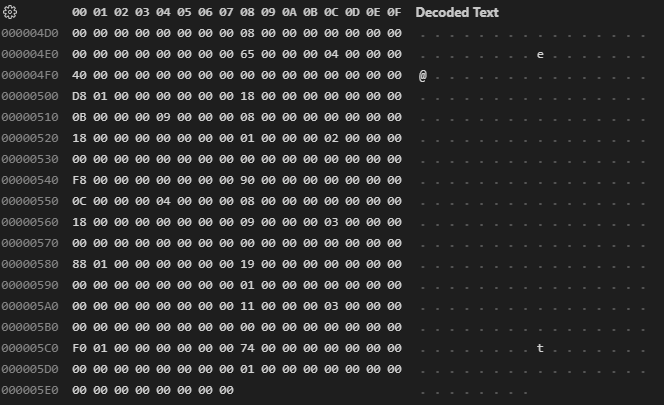 00 01 02 03 04 05 06 07 08 09 0A 0B 0C 0D 0E 0F Decoded Text
000004D0 00 00 00 00 00 00 00 00 08 00 00 00 00 00 00 00 . . . . . . . . . . . . . . . .
000004E0 00 00 00 00 00 00 00 00 65 00 00 00 04 00 00 00 . . . . . . . . e . . . . . . .
000004F0 40 00 00 00 00 00 00 00 00 00 00 00 00 00 00 00 @ . . . . . . . . . . . . . . .
00000500 D8 01 00 00 00 00 00 00 18 00 00 00 00 00 00 00 . . . . . . . . . . . . . . . .
00000510 0B 00 00 00 09 00 00 00 08 00 00 00 00 00 00 00 . . . . . . . . . . . . . . . .
00000520 18 00 00 00 00 00 00 00 01 00 00 00 02 00 00 00 . . . . . . . . . . . . . . . .
00000530 00 00 00 00 00 00 00 00 00 00 00 00 00 00 00 00 . . . . . . . . . . . . . . . .
00000540 F8 00 00 00 00 00 00 00 90 00 00 00 00 00 00 00 . . . . . . . . . . . . . . . .
00000550 0C 00 00 00 04 00 00 00 08 00 00 00 00 00 00 00 . . . . . . . . . . . . . . . .
00000560 18 00 00 00 00 00 00 00 09 00 00 00 03 00 00 00 . . . . . . . . . . . . . . . .
00000570 00 00 00 00 00 00 00 00 00 00 00 00 00 00 00 00 . . . . . . . . . . . . . . . .
00000580 88 01 00 00 00 00 00 00 19 00 00 00 00 00 00 00 . . . . . . . . . . . . . . . .
00000590 00 00 00 00 00 00 00 00 01 00 00 00 00 00 00 00 . . . . . . . . . . . . . . . .
000005A0 00 00 00 00 00 00 00 00 11 00 00 00 03 00 00 00 . . . . . . . . . . . . . . . .
000005B0 00 00 00 00 00 00 00 00 00 00 00 00 00 00 00 00 . . . . . . . . . . . . . . . .
000005C0 F0 01 00 00 00 00 00 00 74 00 00 00 00 00 00 00 . . . . . . . . t . . . . . . .
000005D0 00 00 00 00 00 00 00 00 01 00 00 00 00 00 00 00 . . . . . . . . . . . . . . . .
000005E0 00 00 00 00 00 00 00 00 . . . . . . . .